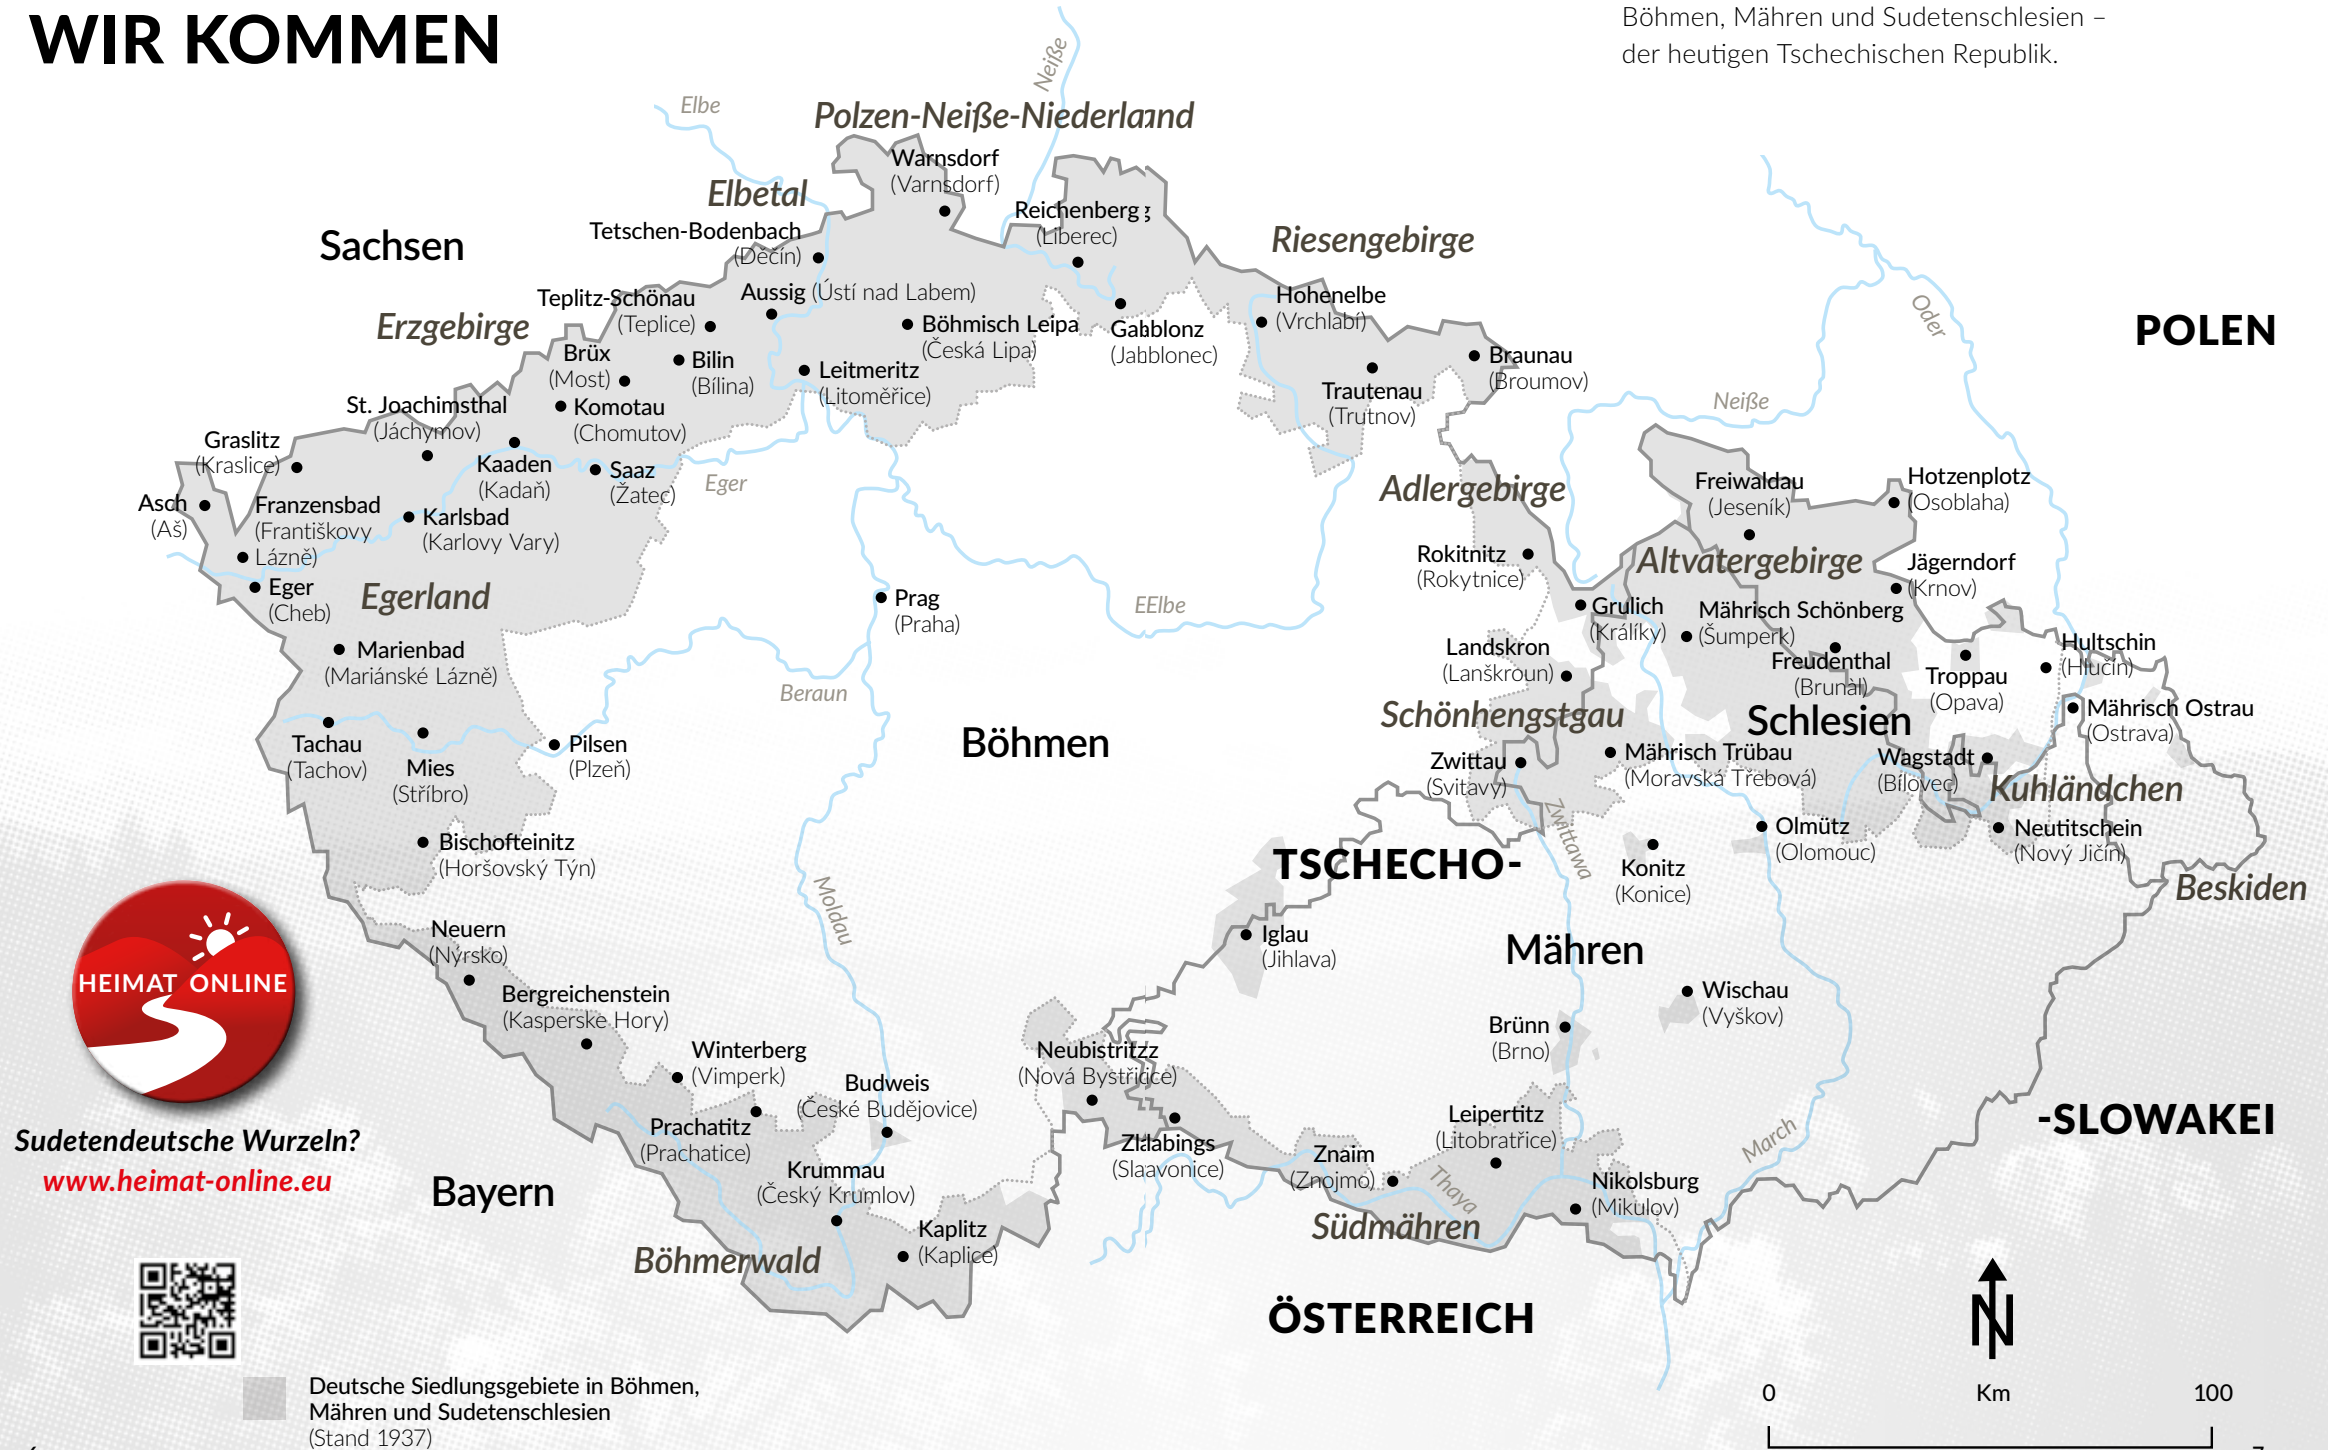 WIR KOMMEN
Böhmen, Mähren und Sudetenschlesien –
der heutigen Tschechischen Republik.
Neiße
Elbe
Polzen-Neiße-Niederland
Warnsdorf
(Varnsdorf)
Elbetal
Reichenberg
(Liberec)
Tetschen-Bodenbach
(Děčín)
Sachsen
Riesengebirge
Teplitz-Schönau
(Teplice)
Aussig (Ústí nad Labem)
Hohenelbe
(Vrchlabí)
Oder
POLEN
Erzgebirge
Böhmisch Leipa
(Česká Lipa)
Gablonz
(Jablonec)
Brüx
(Most)
Bilin
(Bílina)
Leitmeritz
(Litoměřice)
Braunau
(Broumov)
Trautenau
(Trutnov)
Neiße
St. Joachimsthal
(Jáchymov)
Komotau
(Chomutov)
Graslitz
(Kraslice)
Kaaden
(Kadaň)
Saaz
(Žatec)
Eger
Adlergebirge
Freiwaldau
(Jeseník)
Hotzenplotz
(Osoblaha)
Asch
(Aš)
Franzensbad
(Františkovy
Lázně)
Karlsbad
(Karlovy Vary)
Rokitnitz
(Rokytnice)
Altvatergebirge
Jägerndorf
(Krnov)
Eger
(Cheb)
Egerland
Prag
(Praha)
EElbe
Grulich
(Králíky)
Mährisch Schönberg
(Šumperk)
Marienbad
(Mariánské Lázně)
Landskron
(Lanškroun)
Freudenthal
(Brunàl)
Troppau
(Opava)
Hultschin
(Hlučín)
Beraun
Schönhengstgau
Schlesien
Mährisch Ostrau
(Ostrava)
Tachau
(Tachov)
Mies
(Stříbro)
Pilsen
(Plzeň)
Böhmen
Zwittau
(Svitavy)
Mährisch Trübau
(Moravská Třebová)
Wagstadt
(Bílovec)
Kuhländchen
Zwittawa
Bischofteinitz
(Horšovský Týn)
TSCHECHO-
Konitz
(Konice)
Olmütz
(Olomouc)
Neutitschein
(Nový Jičín)
Beskiden
Moldau
Neuern
(Nýrsko)
Iglau
(Jihlava)
Mähren
HEIMAT ONLINE
Bergreichenstein
(Kasperske Hory)
Wischau
(Vyškov)
Brünn
(Brno)
Winterberg
(Vimperk)
Budweis
(České Budějovice)
Neubistritzz
(Nová Bystřicice)
Sudetendeutsche Wurzeln?
www.heimat-online.eu
Prachatitz
(Prachatice)
Zlabings
(Slaavonice)
Leipertitz
(Litobratřice)
March
-SLOWAKEI
Bayern
Krummau
(Český Krumlov)
Znaim
(Znojmo)
Thaya
Nikolsburg
(Mikulov)
Südmähren
Kaplitz
(Kaplice)
Böhmerwald
ÖSTERREICH
N
Deutsche Siedlungsgebiete in Böhmen,
Mähren und Sudetenschlesien
(Stand 1937)
0 Km 100